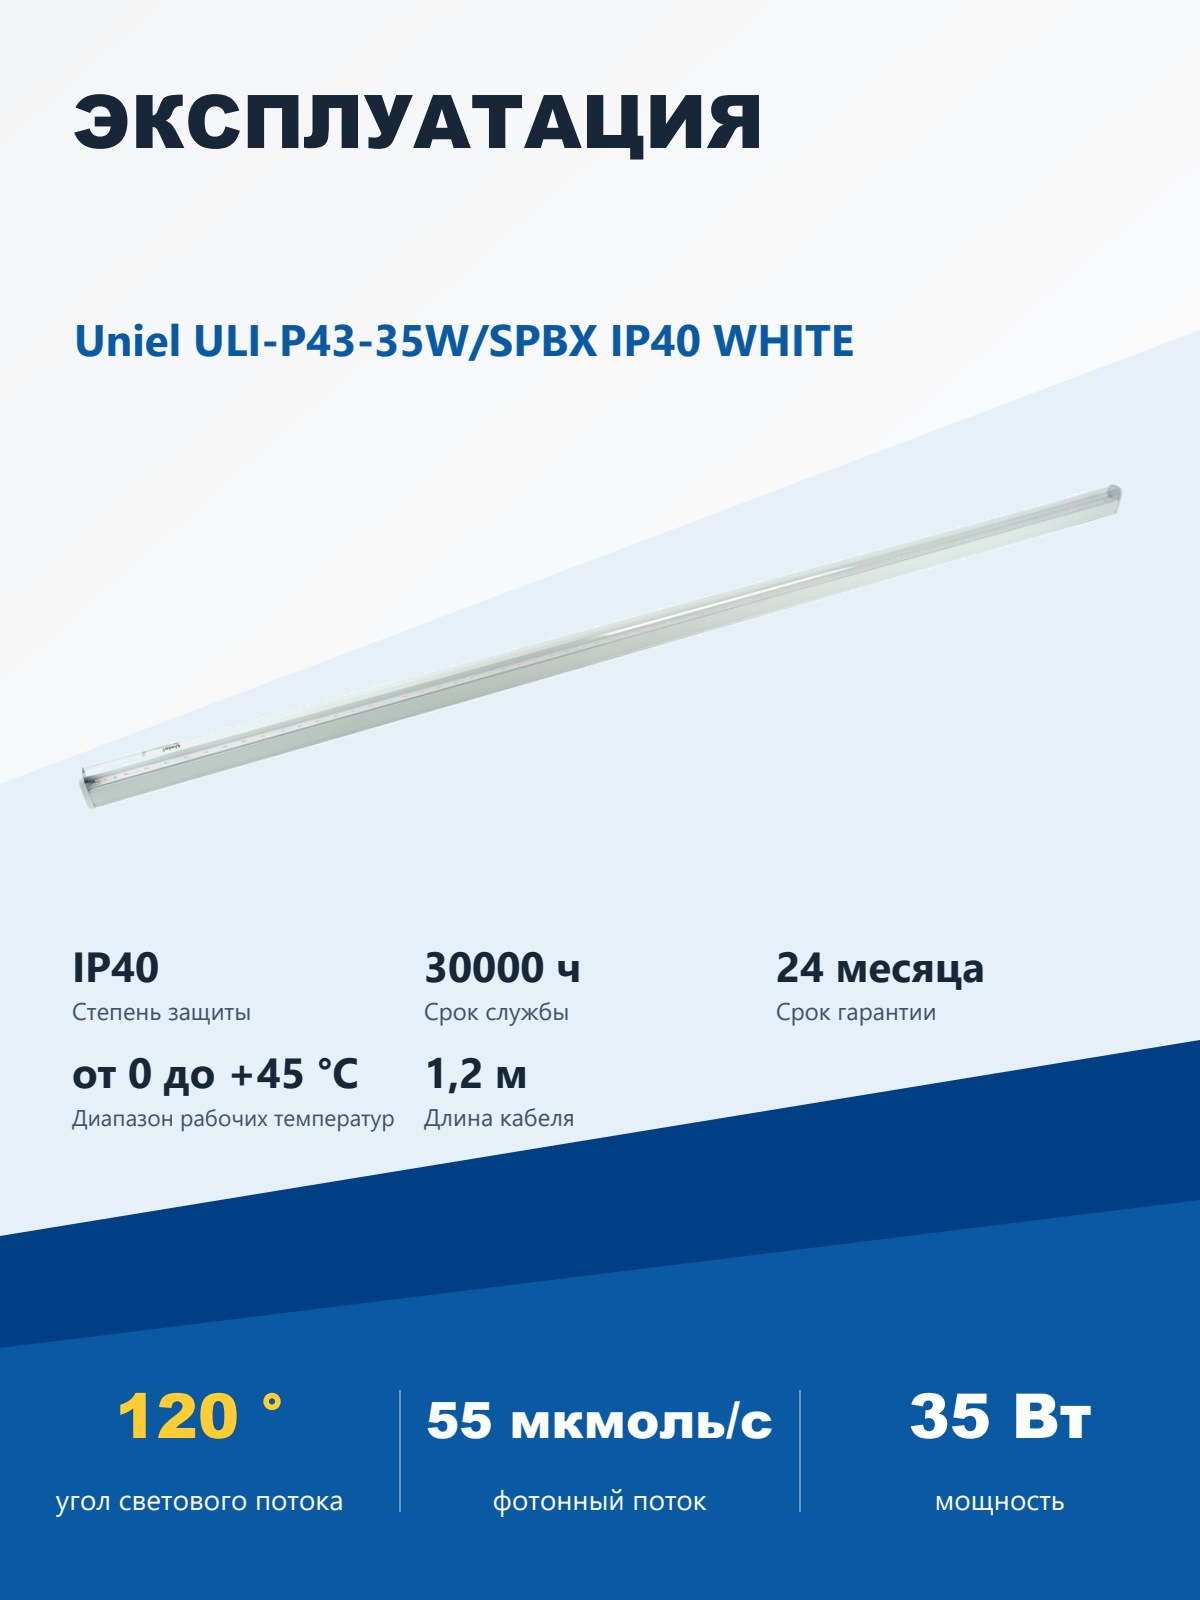 ЭКСПЛУАТАЦИЯ
Uniel ULI-P43-35W/SPBX IP40 WHITE
Uniel
IP40
Степень защиты
30000 ч
Срок службы
24 месяца
Срок гарантии
от 0 до +45 °C
Диапазон рабочих температур
1,2 м
Длина кабеля
120 °
угол светового потока
55 мкмоль/с
фотонный поток
35 Вт
мощность